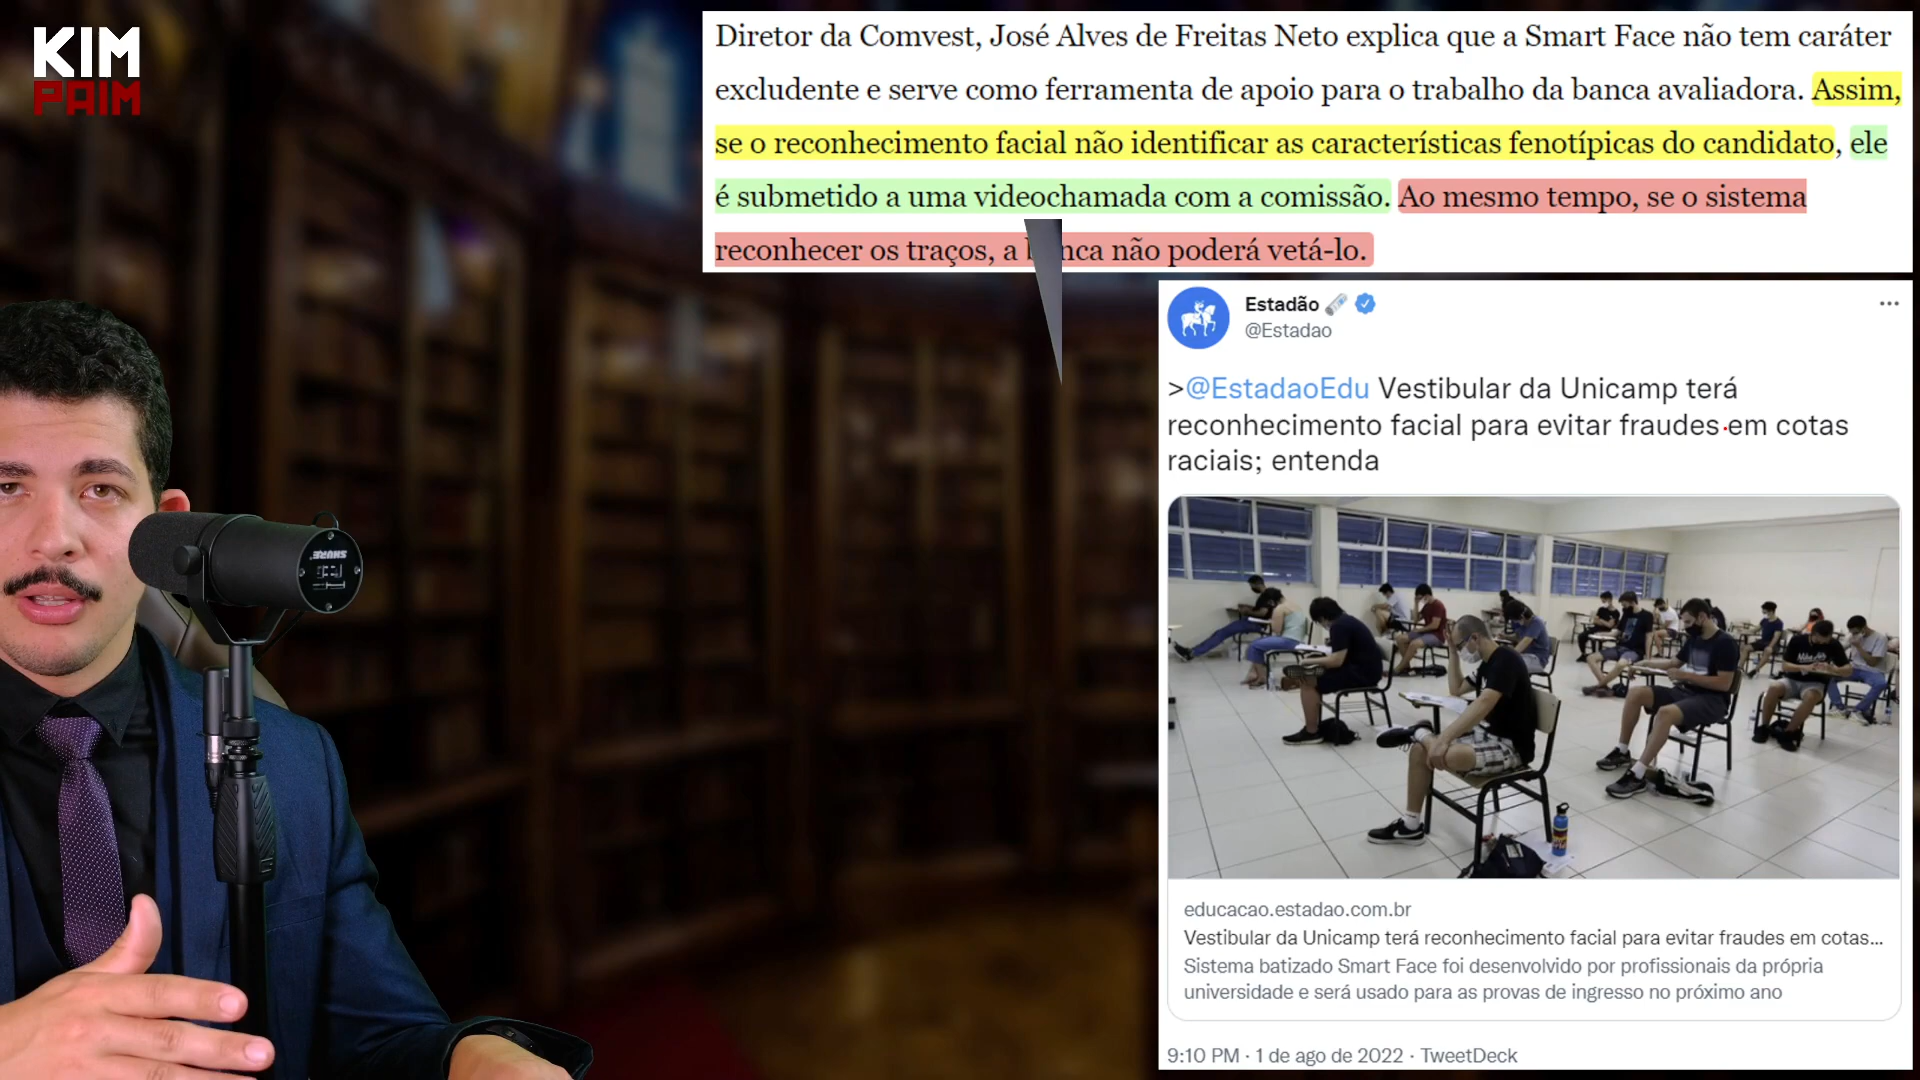 KIM
PAIM
Diretor da Comvest, José Alves de Freitas Neto explica que a Smart Face não tem caráter
excludente e serve como ferramenta de apoio para o trabalho da banca avaliadora. Assim,
se o reconhecimento facial não identificar as características fenotípicas do candidato, ele
é submetido a uma videochamada com a comissão. Ao mesmo tempo, se o sistema
reconhecer os traços, a banca não poderá vetá-lo.
Estadão
@Estadao
>@EstadaoEdu Vestibular da Unicamp terá
reconhecimento facial para evitar fraudes em cotas
raciais; entenda
SHURE
educacao.estadao.com.br
Vestibular da Unicamp terá reconhecimento facial para evitar fraudes em cotas...
Sistema batizado Smart Face foi desenvolvido por profissionais da própria
universidade e será usado para as provas de ingresso no próximo ano
9:10 PM · 1 de ago de 2022 · TweetDeck